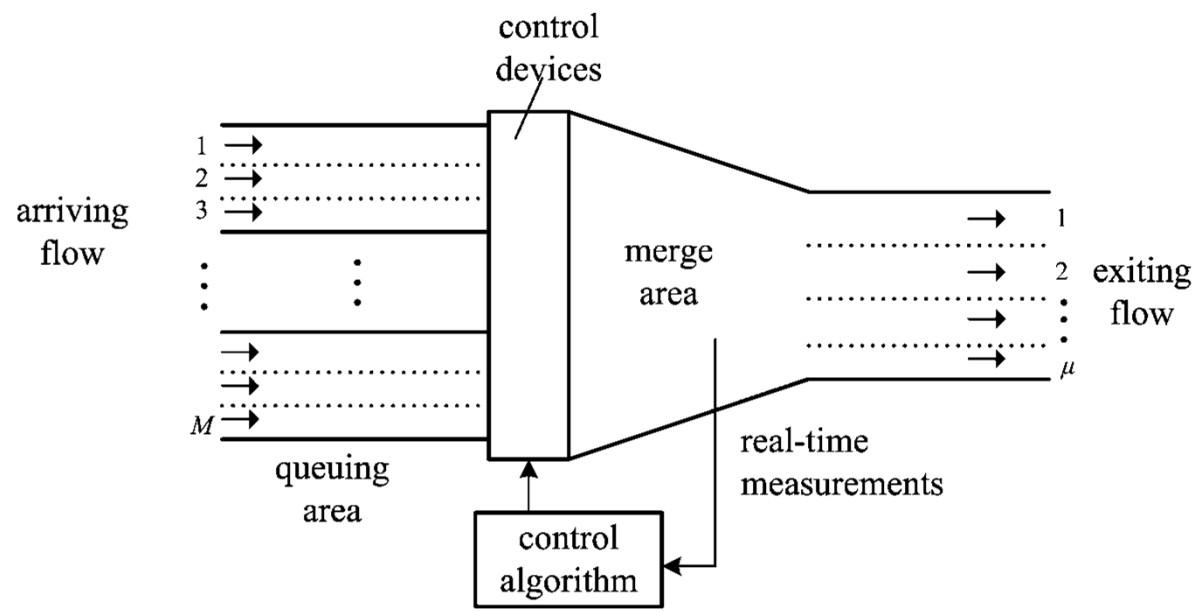 control
devices
1
2
3
arriving
flow
M
queuing
area
merge
area
1
2
μ
exiting
flow
real-time
measurements
control
algorithm